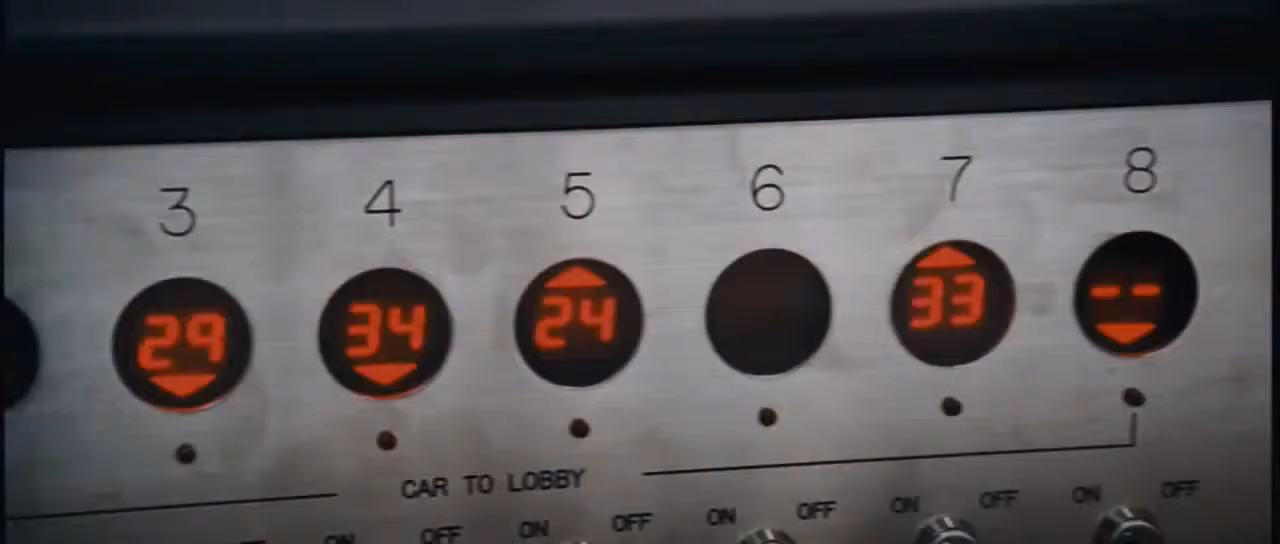 3 4 5 6 7 8
29 34 24 33 --
CAR TO LOBBY
ON OFF ON OFF ON OFF ON OFF ON OFF